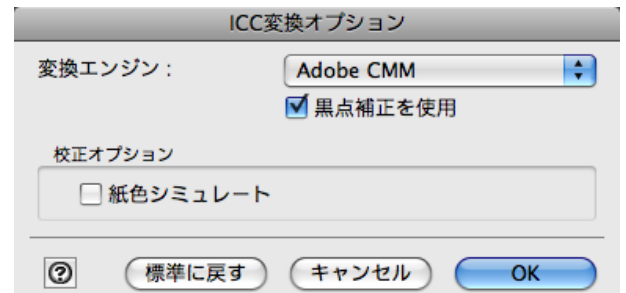 ICC変換オプション
変換エンジン： Adobe CMM
黒点補正を使用
校正オプション
紙色シミュレート
? 標準に戻す キャンセル OK